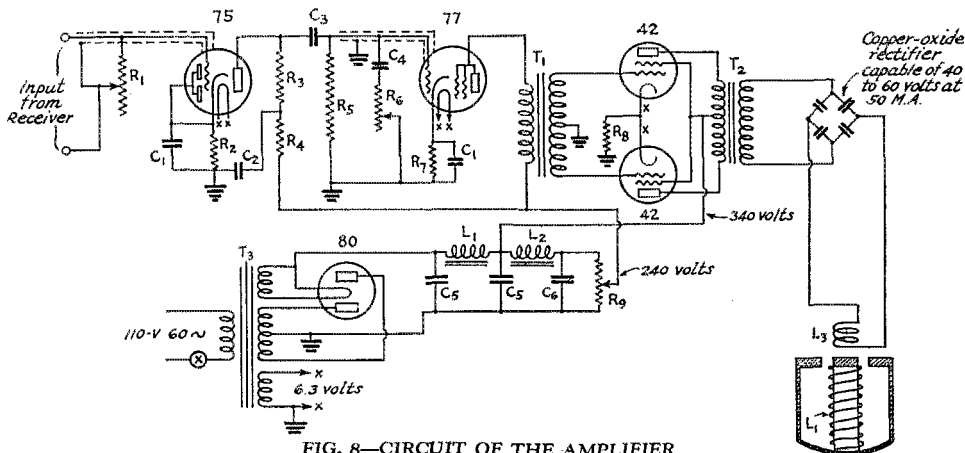 75
77
42
Copper-oxide
rectifier
capable of 40
to 60 volts at
50 M.A.
Input
from
Receiver
R1
C1
R2
C2
R3
R4
C3
R5
C4
R6
R7
C1
T1
R8
T2
42
340 volts
T3
80
L1
L2
C5
C5
C6
R9
240 volts
110-V 60~
6.3 volts
x
x
x x
x x
x
x
L3
L1
FIG. 8—CIRCUIT OF THE AMPLIFIER